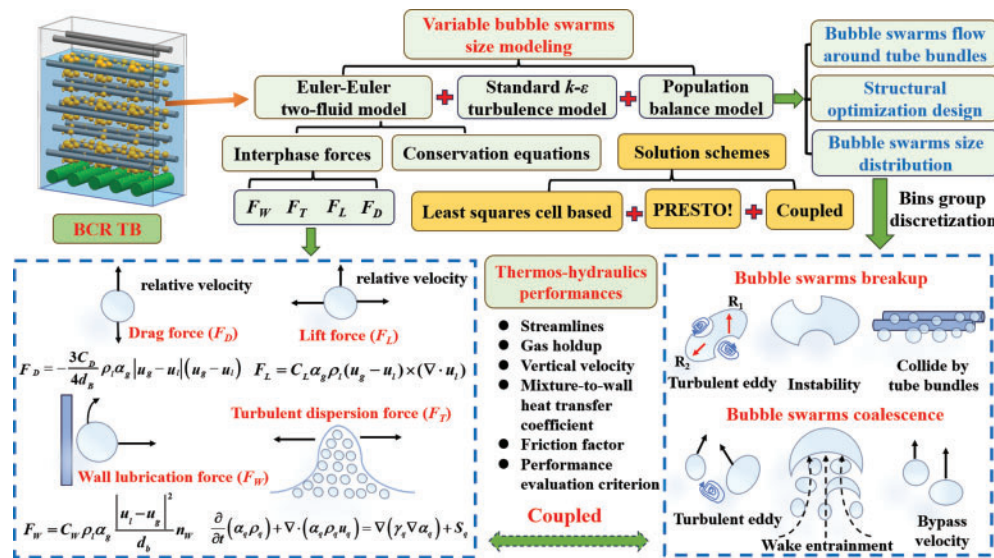 Variable bubble swarms
size modeling
Euler-Euler
two-fluid model
Standard k-ε
turbulence model
Population
balance model
Bubble swarms flow
around tube bundles
Structural
optimization design
Bubble swarms size
distribution
Interphase forces
Conservation equations
Solution schemes
F_W F_T F_L F_D
Least squares cell based
PRESTO!
Coupled
Bins group
discretization
BCR TB
relative velocity
Drag force (F_D)
relative velocity
Lift force (F_L)
F_D = -\frac{3C_D}{4d_B} ρ_l α_g |u_g - u_l| (u_g - u_l)
F_L = C_L α_g ρ_l (u_g - u_l) × (∇ · u_l)
Wall lubrication force (F_W)
Turbulent dispersion force (F_T)
F_W = C_W ρ_l α_g \frac{|u_l - u_g|^2}{d_b} n_W
\frac{∂}{∂t}(α_q ρ_q) + ∇ · (α_q ρ_q u_q) = ∇(γ_q ∇α_q) + S_q
Thermos-hydraulics
performances
● Streamlines
● Gas holdup
● Vertical velocity
● Mixture-to-wall
heat transfer
coefficient
● Friction factor
● Performance
evaluation criterion
Coupled
Bubble swarms breakup
R_1
R_2
Turbulent eddy
Instability
Collide by
tube bundles
Bubble swarms coalescence
Turbulent eddy
Wake entrainment
Bypass
velocity